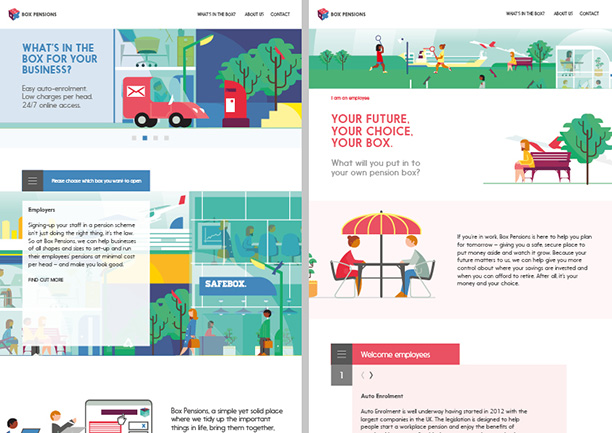 BOX PENSIONS
WHAT'S IN THE BOX?
ABOUT US
CONTACT
WHAT'S IN THE
BOX FOR YOUR
BUSINESS?
Easy auto-enrolment.
Low charges per head.
24/7 online access.
Please choose which box you want to open
Employers
Signing-up your staff in a pension scheme
isn't just doing the right thing, it's the law.
So at Box Pensions, we can help businesses
of all shapes and sizes to set-up and run
their employees' pensions at minimal cost
per head – and make you look good.
FIND OUT MORE
SAFEBOX.
Box Pensions, a simple yet solid place
where we tidy up the important
things in life, bring them together,
BOX PENSIONS
WHAT'S IN THE BOX?
ABOUT US
CONTACT
I am an employee
YOUR FUTURE,
YOUR CHOICE,
YOUR BOX.
What will you put in to
your own pension box?
If you're in work, Box Pensions is here to help you plan
for tomorrow – giving you a safe, secure place to
put money aside and watch it grow. Because your
future matters to us, we can help give you more
control about where your savings are invested and
when you can afford to retire. After all, it's your
money and your choice.
Welcome employees
1
Auto Enrolment
Auto Enrolment is well underway having started in 2012 with the
largest companies in the UK. The legislation is designed to help
people start a workplace pension and enjoy the benefits of